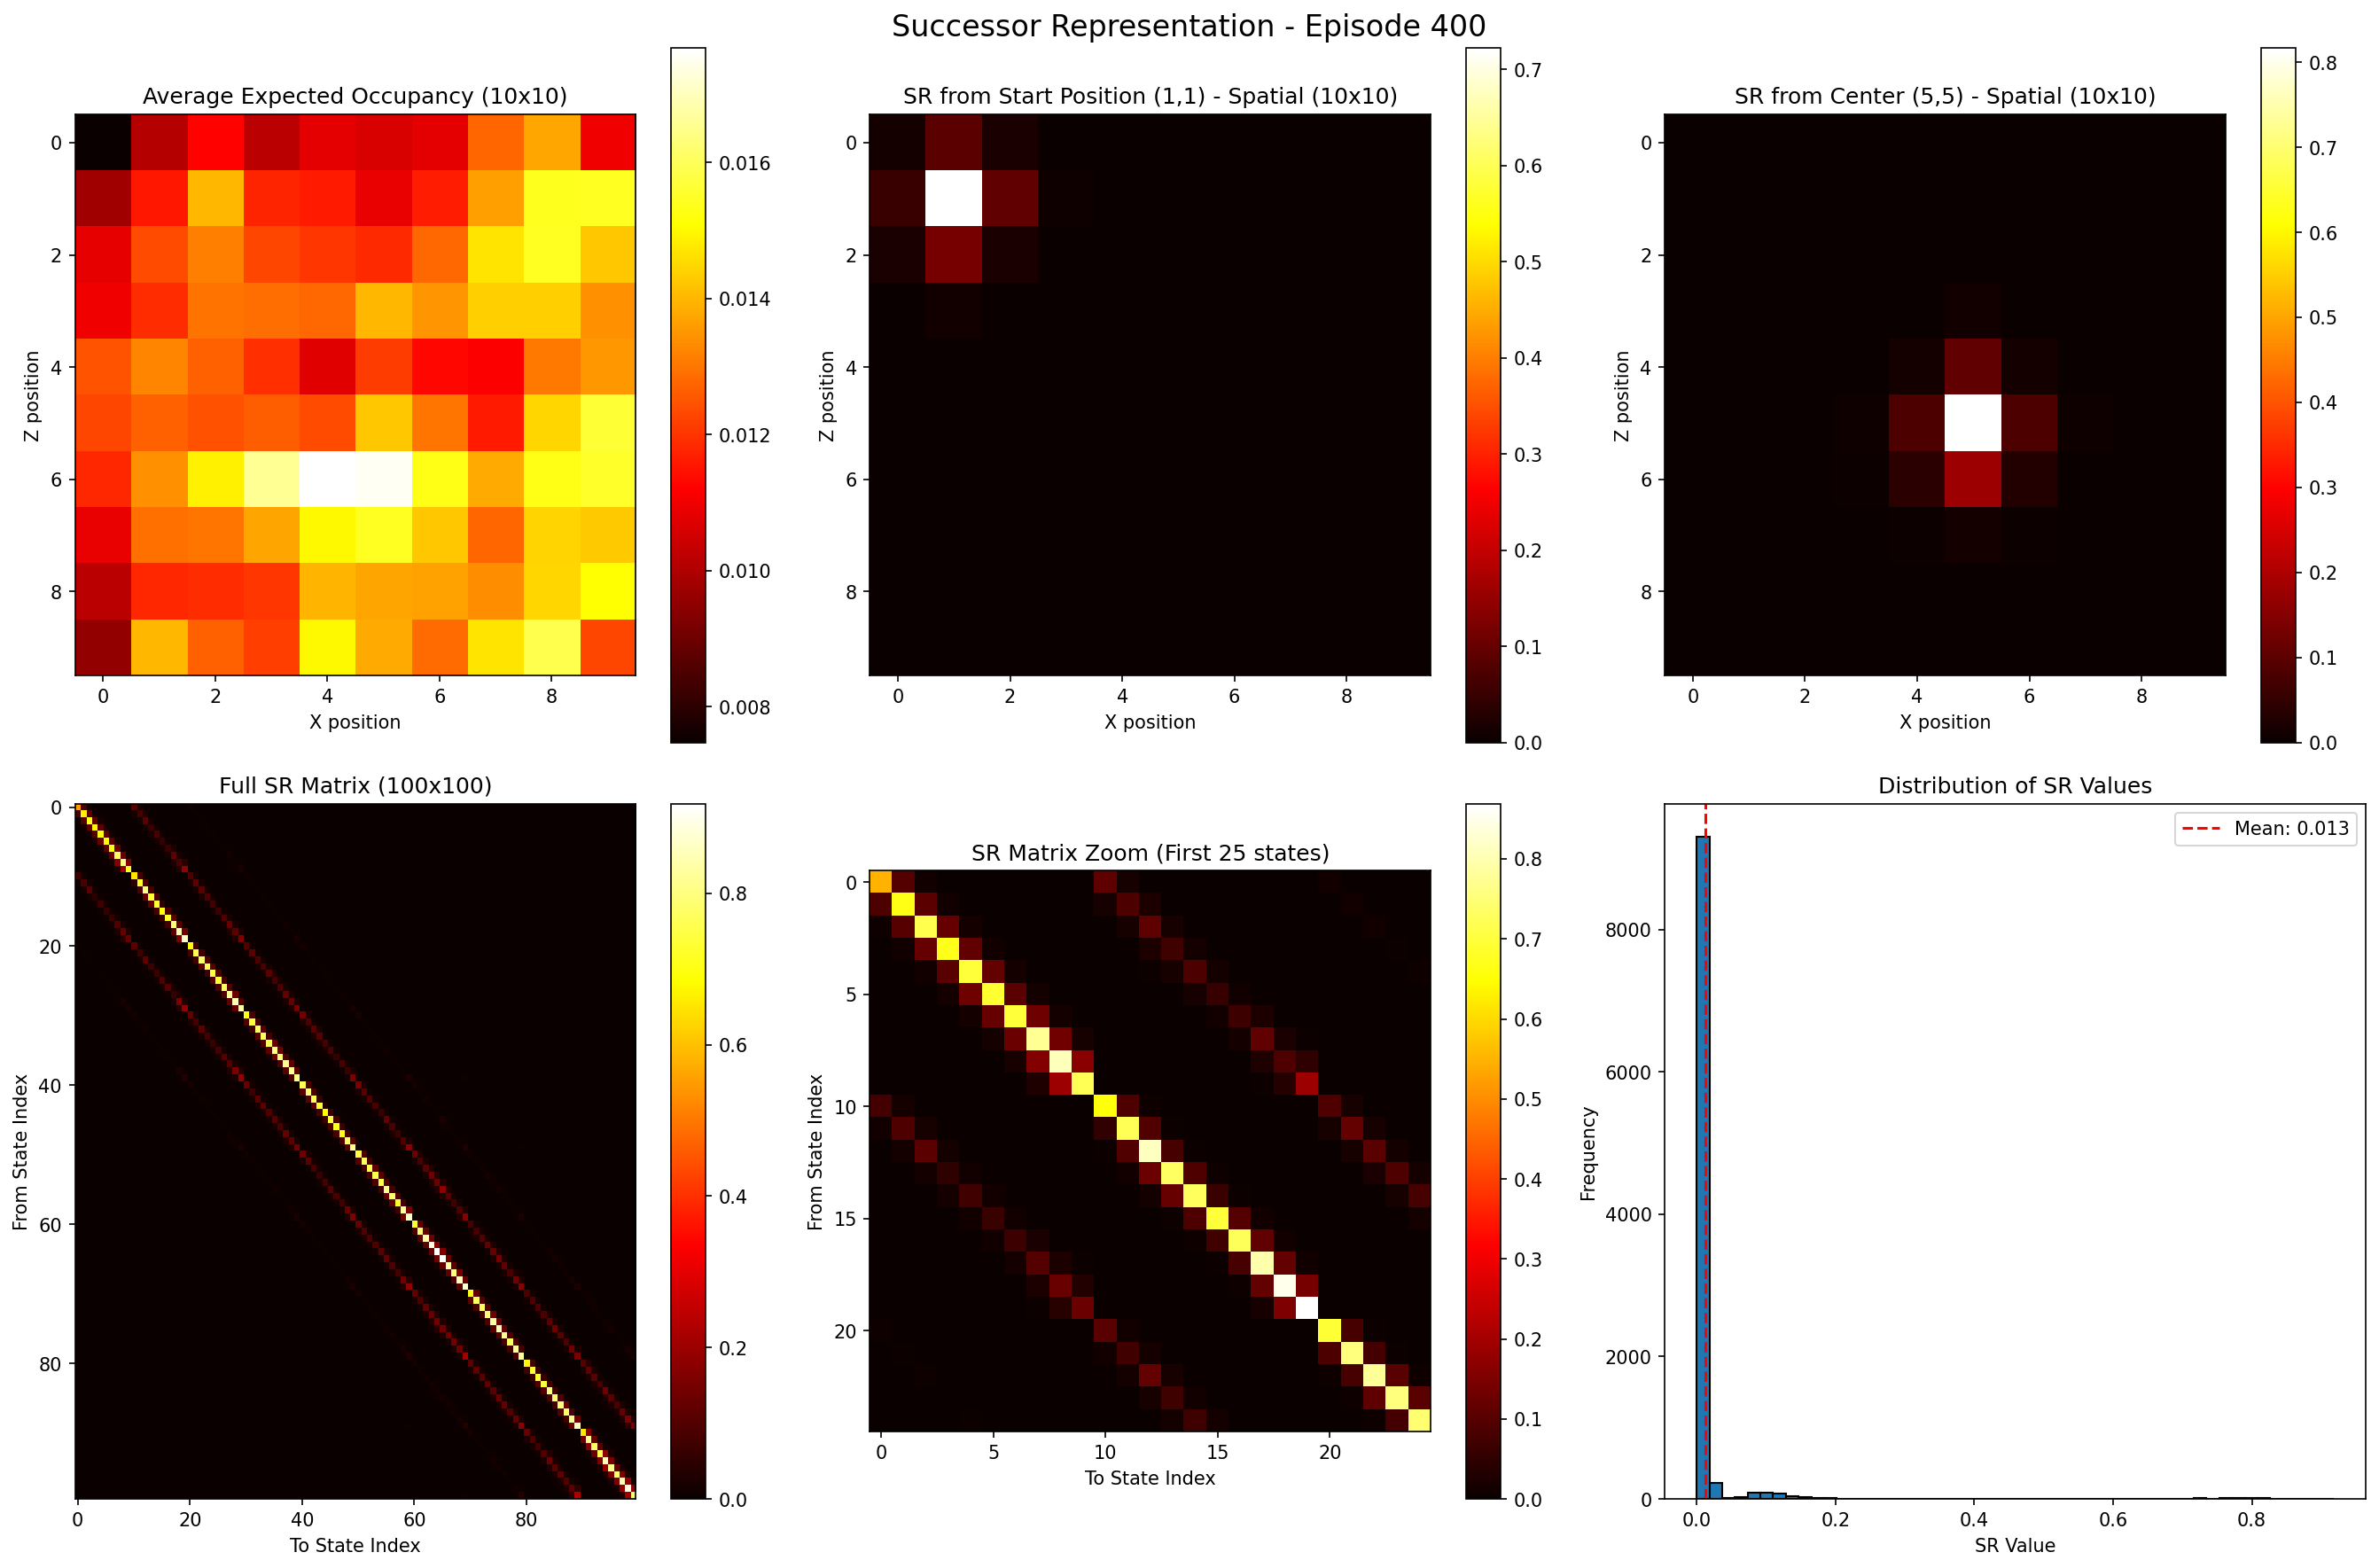 Successor Representation - Episode 400
Average Expected Occupancy (10x10)
0
2
4
6
8
Z position
0 2 4 6 8
X position
0.016
0.014
0.012
0.010
0.008
SR from Start Position (1,1) - Spatial (10x10)
0
2
4
6
8
Z position
0 2 4 6 8
X position
0.7
0.6
0.5
0.4
0.3
0.2
0.1
0.0
SR from Center (5,5) - Spatial (10x10)
0
2
4
6
8
Z position
0 2 4 6 8
X position
0.8
0.7
0.6
0.5
0.4
0.3
0.2
0.1
0.0
Full SR Matrix (100x100)
0
20
40
60
80
From State Index
0 20 40 60 80
To State Index
0.8
0.6
0.4
0.2
0.0
SR Matrix Zoom (First 25 states)
0
5
10
15
20
From State Index
0 5 10 15 20
To State Index
0.8
0.7
0.6
0.5
0.4
0.3
0.2
0.1
0.0
Distribution of SR Values
Mean: 0.013
8000
6000
4000
2000
0
Frequency
0.0 0.2 0.4 0.6 0.8
SR Value